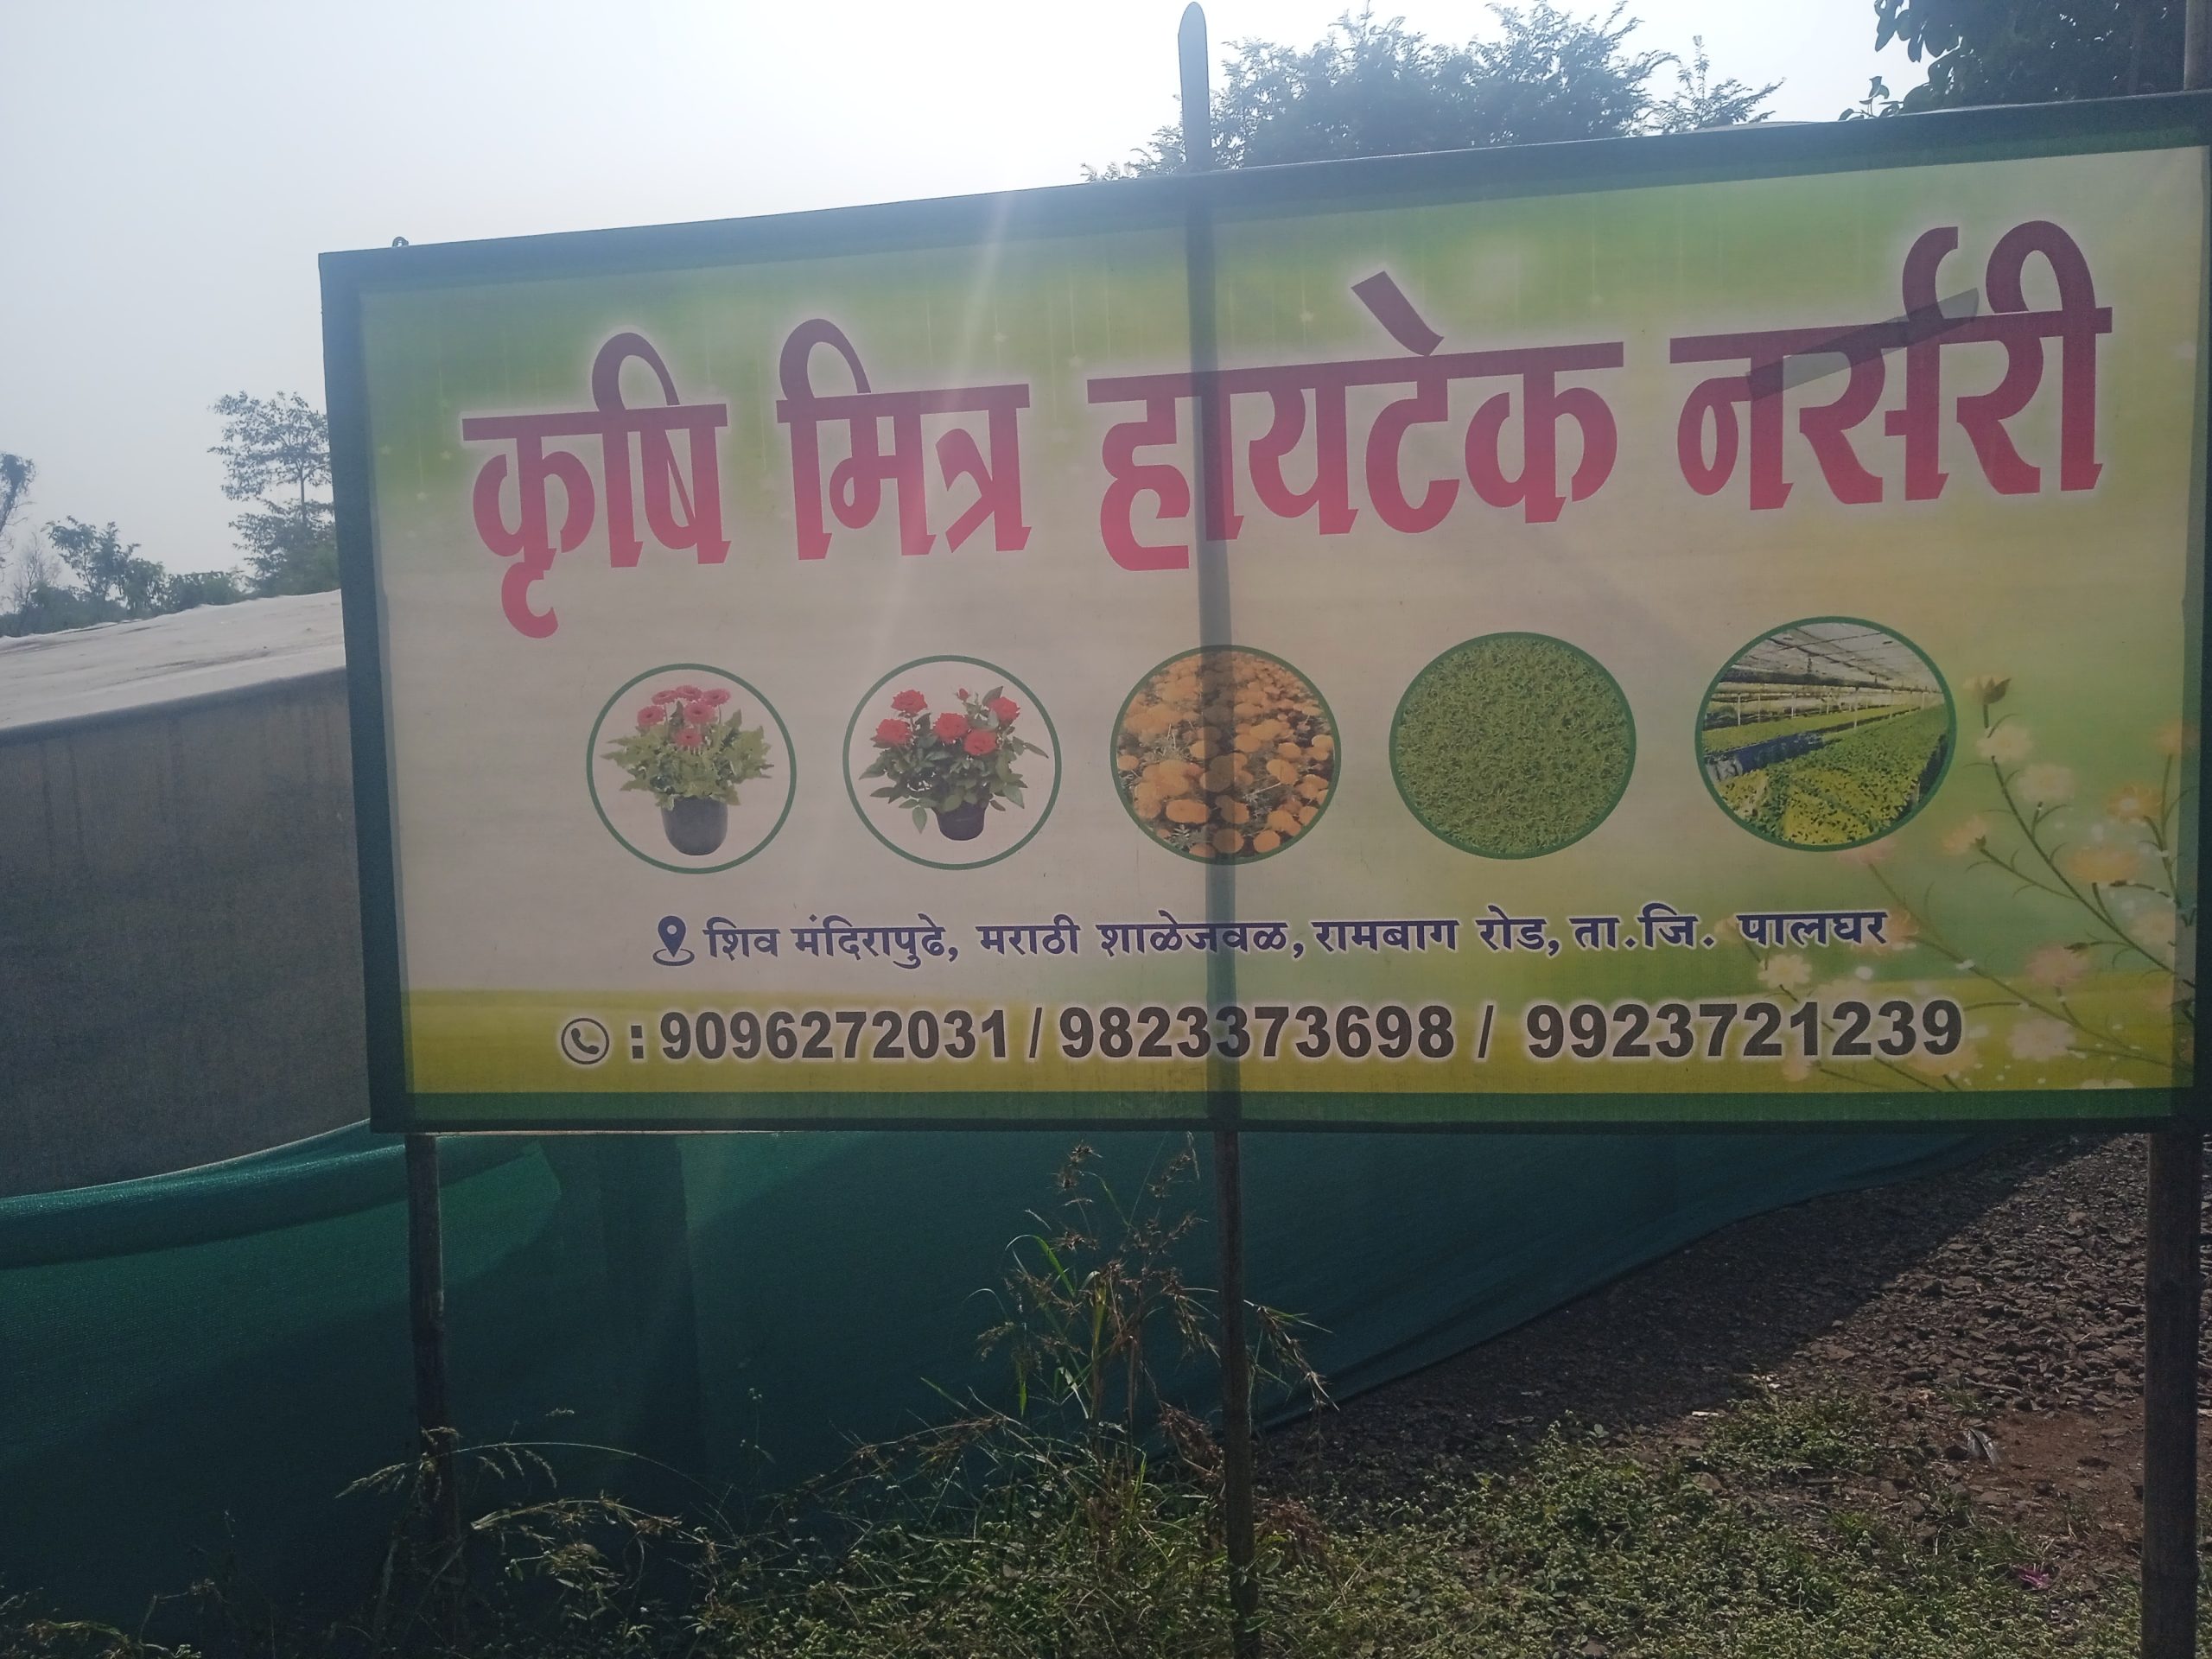 कृषि मित्र हायटेक नर्सरी
शिव मंदिरापुढे, मराठी शाळेजवळ, रामबाग रोड, ता.जि. पालघर
: 9096272031 / 9823373698 / 9923721239